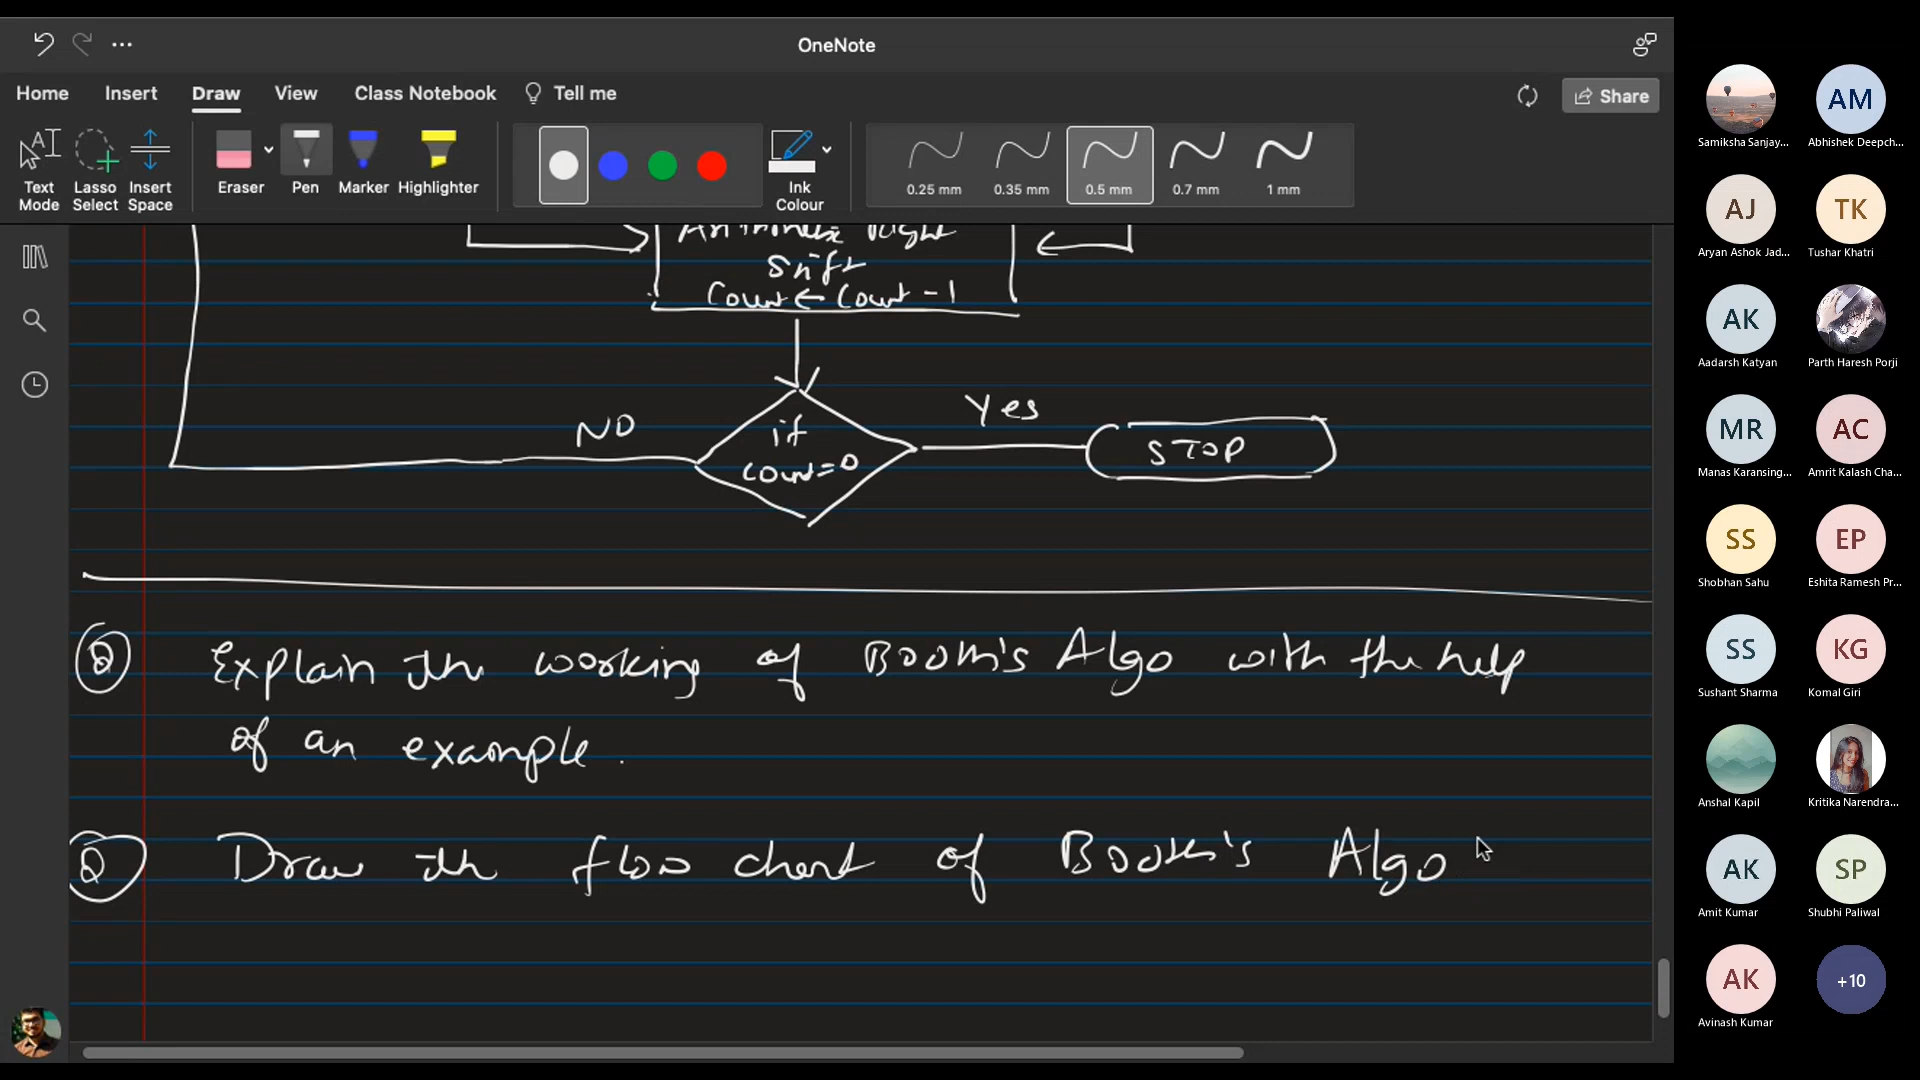 OneNote
Home Insert Draw View Class Notebook Tell me
Share
Text Mode
Lasso Select
Insert Space
Eraser
Pen
Marker
Highlighter
Ink Colour
0.25 mm
0.35 mm
0.5 mm
0.7 mm
1 mm
Right
Shift
Count ← Count - 1
if
count=0
NO
Yes
STOP
Q Explain the working of Booth's Algo with the help
of an example.
Q Draw the flow chart of Booth's Algo
Samiksha Sanjay...
AM
Abhishek Deepch...
AJ
Aryan Ashok Jad...
TK
Tushar Khatri
AK
Aadarsh Katyan
Parth Haresh Porji
MR
Manas Karansing...
AC
Amrit Kalash Cha...
SS
Shobhan Sahu
EP
Eshita Ramesh Pr...
SS
Sushant Sharma
KG
Komal Giri
Anshal Kapil
Kritika Narendra...
AK
Amit Kumar
SP
Shubhi Paliwal
AK
Avinash Kumar
+10